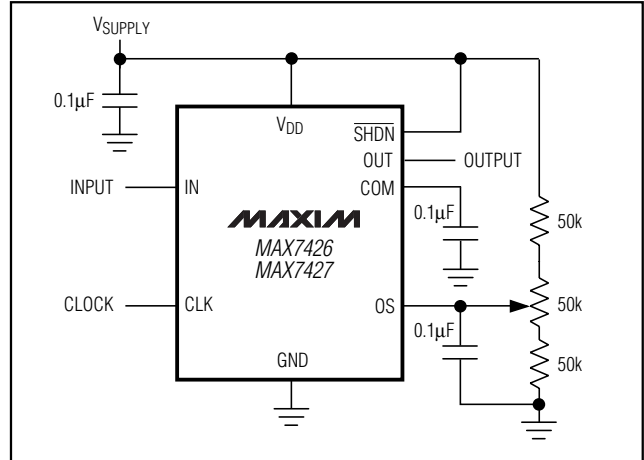 VSUPPLY
0.1μF
VDD
SHDN
OUT
OUTPUT
INPUT
IN
COM
MAXIM
MAX7426
MAX7427
0.1μF
50k
CLOCK
CLK
OS
50k
0.1μF
GND
50k